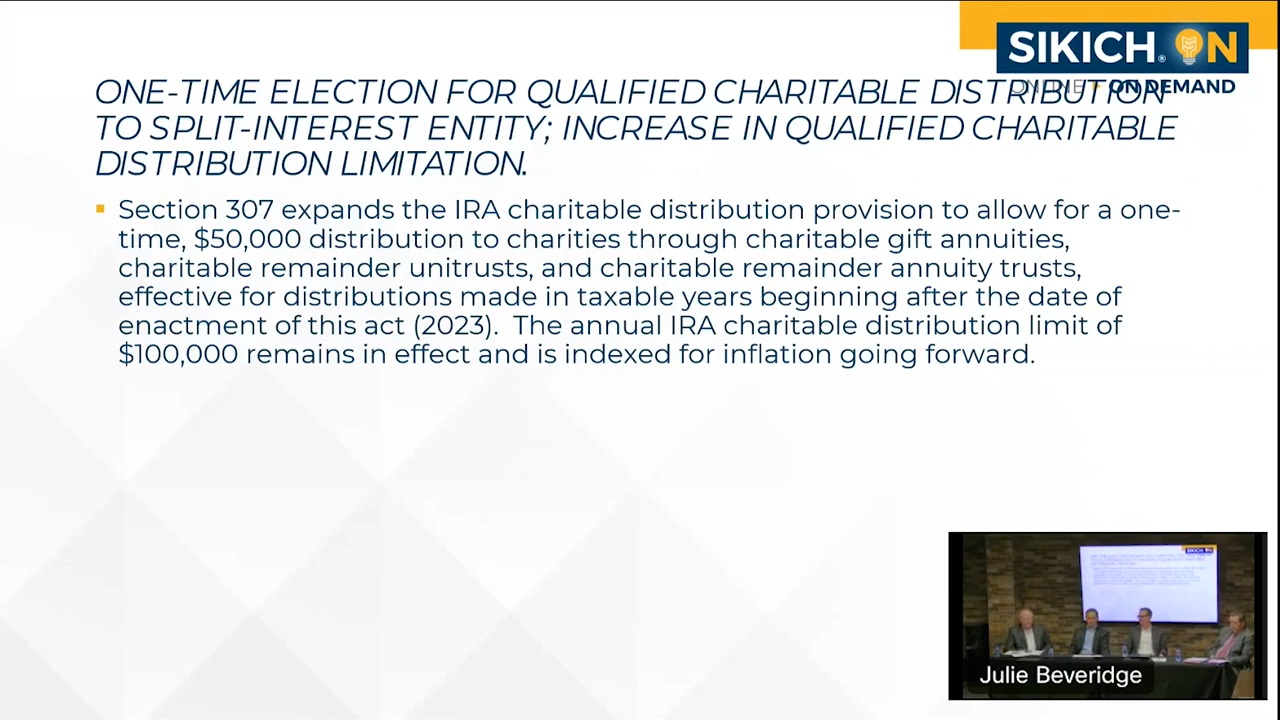 SIKICH. ON
ONLINE + ON DEMAND
ONE-TIME ELECTION FOR QUALIFIED CHARITABLE DISTRIBUTION
TO SPLIT-INTEREST ENTITY; INCREASE IN QUALIFIED CHARITABLE
DISTRIBUTION LIMITATION.
Section 307 expands the IRA charitable distribution provision to allow for a one-
time, $50,000 distribution to charities through charitable gift annuities,
charitable remainder unitrusts, and charitable remainder annuity trusts,
effective for distributions made in taxable years beginning after the date of
enactment of this act (2023). The annual IRA charitable distribution limit of
$100,000 remains in effect and is indexed for inflation going forward.
SIKICH ON
Julie Beveridge